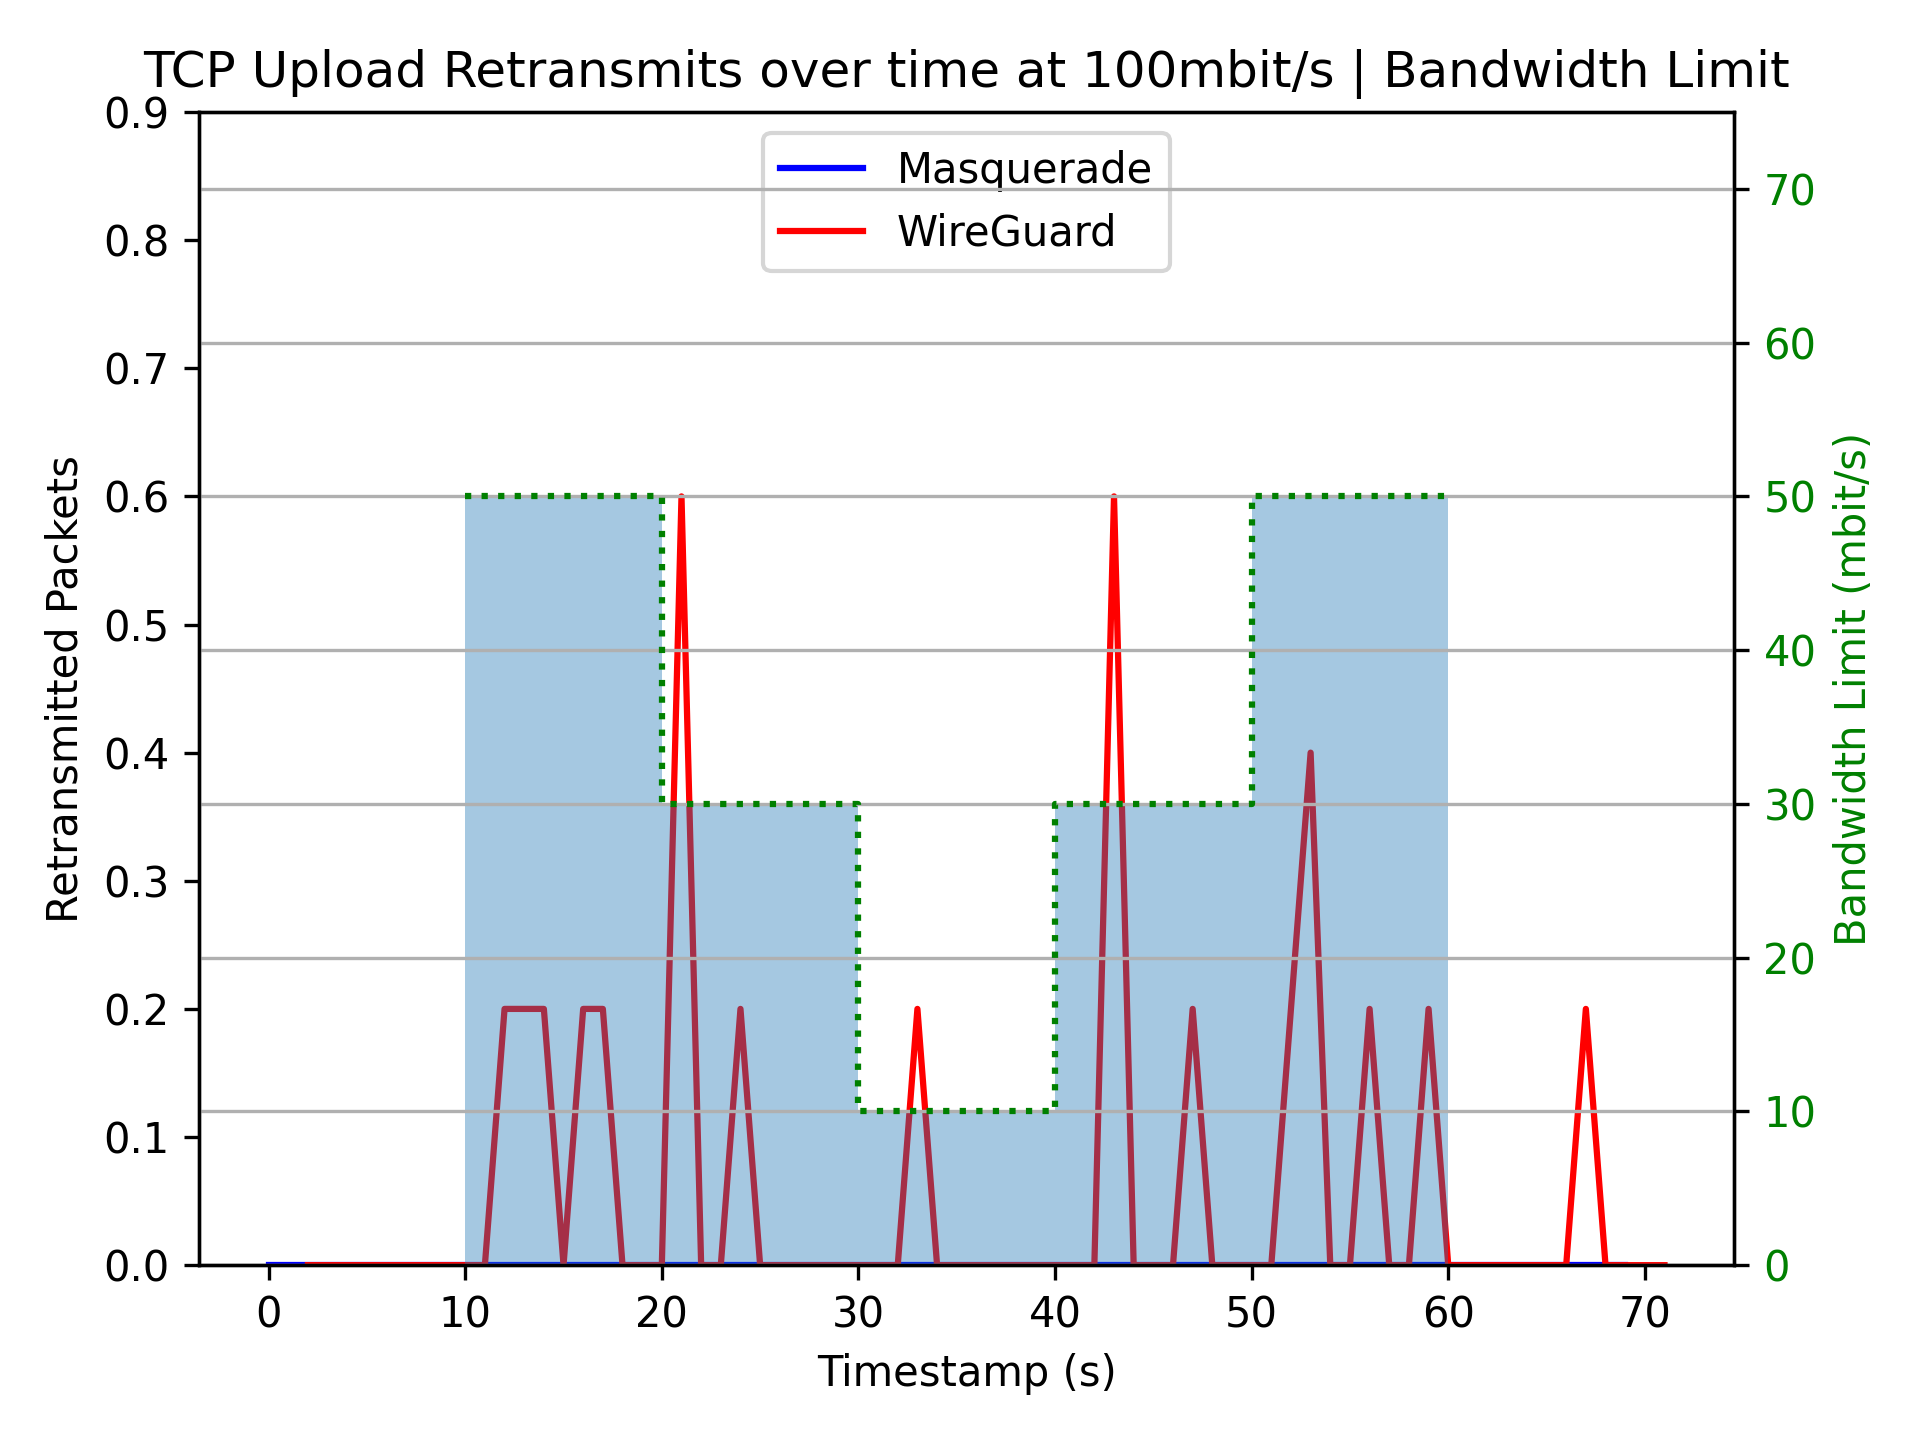 TCP Upload Retransmits over time at 100mbit/s | Bandwidth Limit
Masquerade
WireGuard
Retransmitted Packets
0.9
0.8
0.7
0.6
0.5
0.4
0.3
0.2
0.1
0.0
70
60
50
40
30
20
10
0
Bandwidth Limit (mbit/s)
0 10 20 30 40 50 60 70
Timestamp (s)